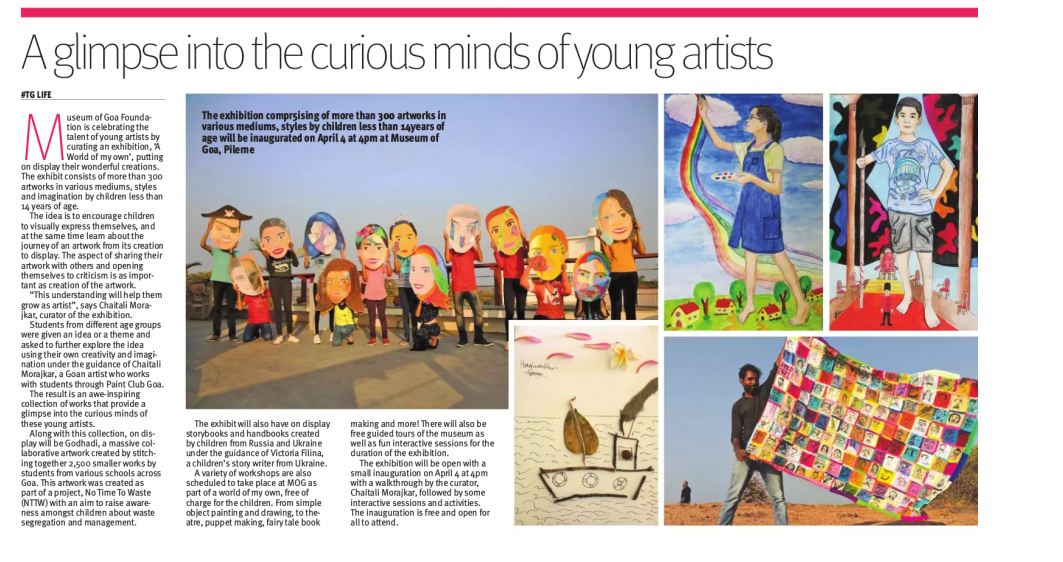 A glimpse into the curious minds of young artists
#TG LIFE
Museum of Goa Founda-
tion is celebrating the
talent of young artists by
curating an exhibition, ‘A
World of my own’, putting
on display their wonderful creations.
The exhibit consists of more than 300
artworks in various mediums, styles
and imagination by children less than
14 years of age.
The idea is to encourage children
to visually express themselves, and
at the same time learn about the
journey of an artwork from its creation
to display. The aspect of sharing their
artwork with others and opening
themselves to criticism is as impor-
tant as creation of the artwork.
“This understanding will help them
grow as artist”, says Chaitali Mora-
jkar, curator of the exhibition.
Students from different age groups
were given an idea or a theme and
asked to further explore the idea
using their own creativity and imagi-
nation under the guidance of Chaitali
Morajkar, a Goan artist who works
with students through Paint Club Goa.
The result is an awe-inspiring
collection of works that provide a
glimpse into the curious minds of
these young artists.
Along with this collection, on dis-
play will be Godhadi, a massive col-
laborative artwork created by stitch-
ing together 2,500 smaller works by
students from various schools across
Goa. This artwork was created as
part of a project, No Time To Waste
(NTTW) with an aim to raise aware-
ness amongst children about waste
segregation and management.
The exhibition compr5ising of more than 300 artworks in
various mediums, styles by children less than 14years of
age will be inaugurated on April 4 at 4pm at Museum of
Goa, Pilerne
The exhibit will also have on display
storybooks and handbooks created
by children from Russia and Ukraine
under the guidance of Victoria Filina,
a children’s story writer from Ukraine.
A variety of workshops are also
scheduled to take place at MOG as
part of a world of my own, free of
charge for the children. From simple
object painting and drawing, to the-
atre, puppet making, fairy tale book
making and more! There will also be
free guided tours of the museum as
well as fun interactive sessions for the
duration of the exhibition.
The exhibition will be open with a
small inauguration on April 4 at 4pm
with a walkthrough by the curator,
Chaitali Morajkar, followed by some
interactive sessions and activities.
The inauguration is free and open for
all to attend.